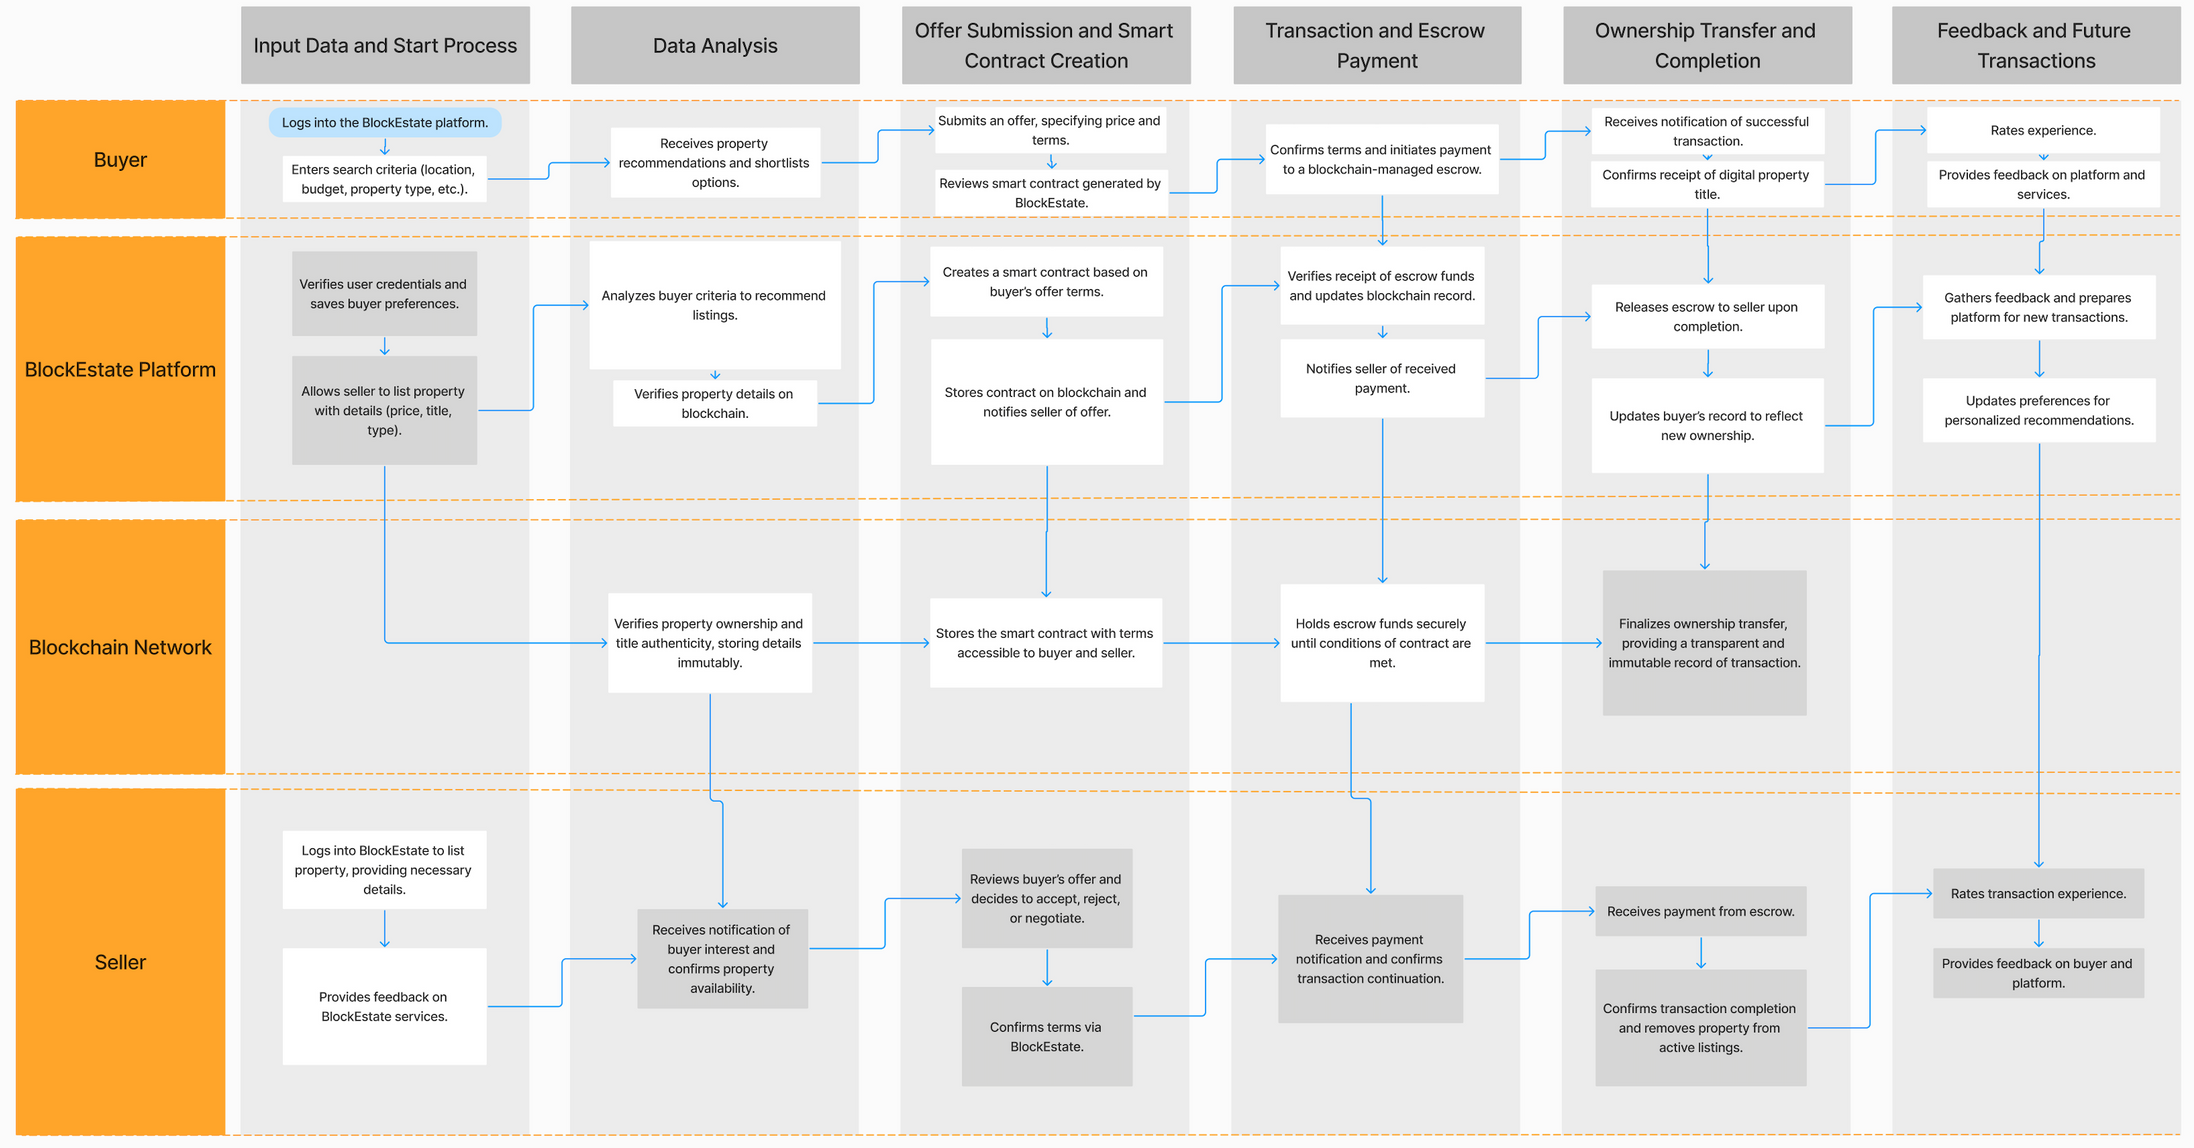 Input Data and Start Process
Data Analysis
Offer Submission and Smart
Contract Creation
Transaction and Escrow
Payment
Ownership Transfer and
Completion
Feedback and Future
Transactions
Buyer
Logs into the BlockEstate platform.
Enters search criteria (location,
budget, property type, etc.).
Receives property
recommendations and shortlists
options.
Submits an offer, specifying price and
terms.
Reviews smart contract generated by
BlockEstate.
Confirms terms and initiates payment
to a blockchain-managed escrow.
Receives notification of successful
transaction.
Confirms receipt of digital property
title.
Rates experience.
Provides feedback on platform and
services.
BlockEstate Platform
Verifies user credentials and
saves buyer preferences.
Allows seller to list property
with details (price, title,
type).
Analyzes buyer criteria to recommend
listings.
Verifies property details on
blockchain.
Creates a smart contract based on
buyer’s offer terms.
Stores contract on blockchain and
notifies seller of offer.
Verifies receipt of escrow funds
and updates blockchain record.
Notifies seller of received
payment.
Releases escrow to seller upon
completion.
Updates buyer’s record to reflect
new ownership.
Gathers feedback and prepares
platform for new transactions.
Updates preferences for
personalized recommendations.
Blockchain Network
Verifies property ownership and
title authenticity, storing details
immutably.
Stores the smart contract with terms
accessible to buyer and seller.
Holds escrow funds securely
until conditions of contract are
met.
Finalizes ownership transfer,
providing a transparent and
immutable record of transaction.
Seller
Logs into BlockEstate to list
property, providing necessary
details.
Provides feedback on
BlockEstate services.
Receives notification of
buyer interest and
confirms property
availability.
Reviews buyer’s offer and
decides to accept, reject,
or negotiate.
Confirms terms via
BlockEstate.
Receives payment
notification and confirms
transaction continuation.
Receives payment from escrow.
Confirms transaction completion
and removes property from
active listings.
Rates transaction experience.
Provides feedback on buyer and
platform.